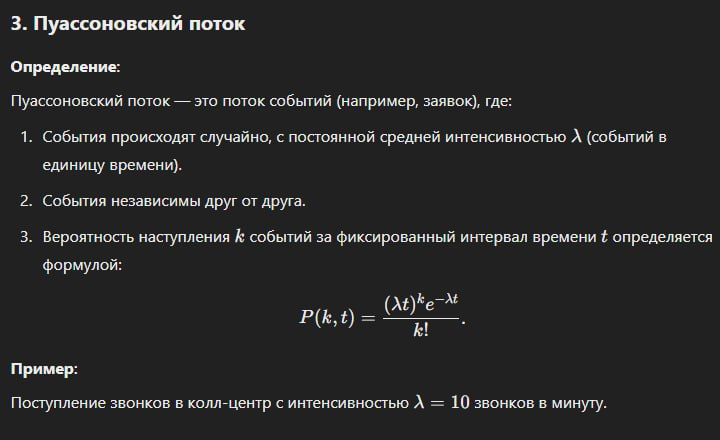 3. Пуассоновский поток
Определение:
Пуассоновский поток — это поток событий (например, заявок), где:
1. События происходят случайно, с постоянной средней интенсивностью λ (событий в
единицу времени).
2. События независимы друг от друга.
3. Вероятность наступления k событий за фиксированный интервал времени t определяется
формулой:
P(k, t) = (λt)^k e^{−λt} / k!.
Пример:
Поступление звонков в колл-центр с интенсивностью λ = 10 звонков в минуту.